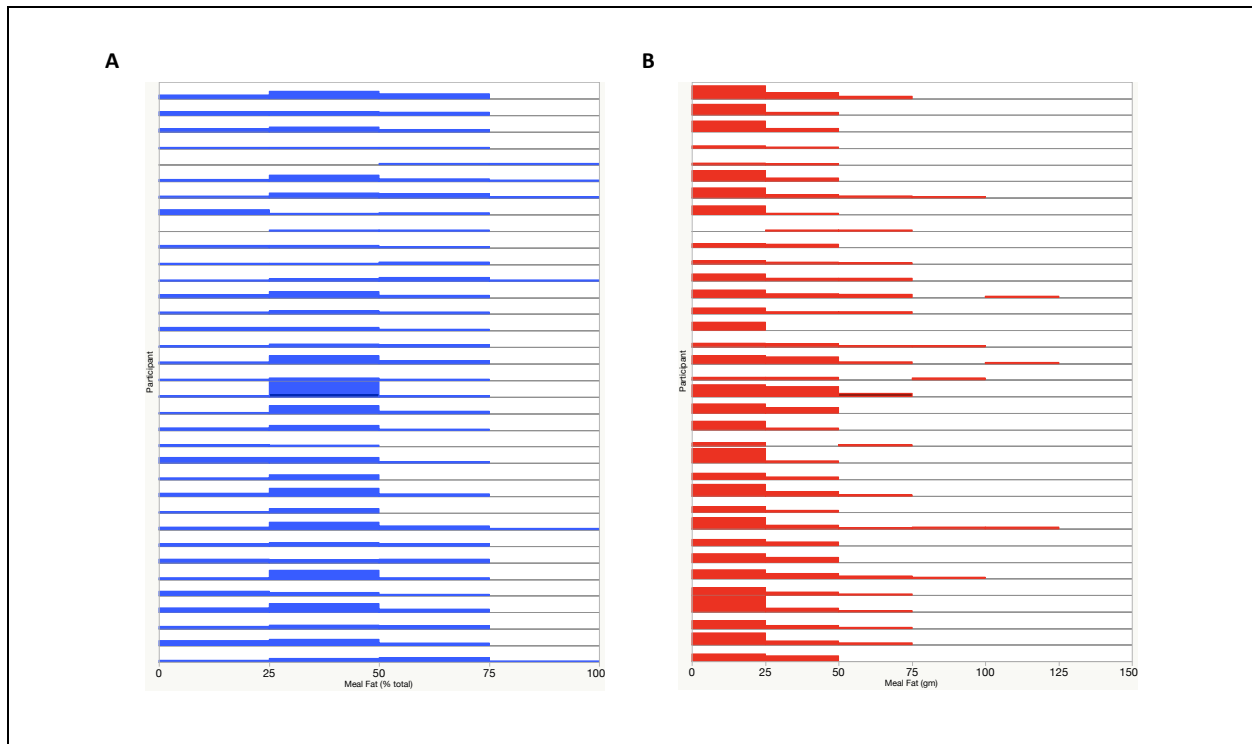 A
B
Participant
0 25 50 75 100
Meal Fat (% total)
Participant
0 25 50 75 100 125 150
Meal Fat (gm)